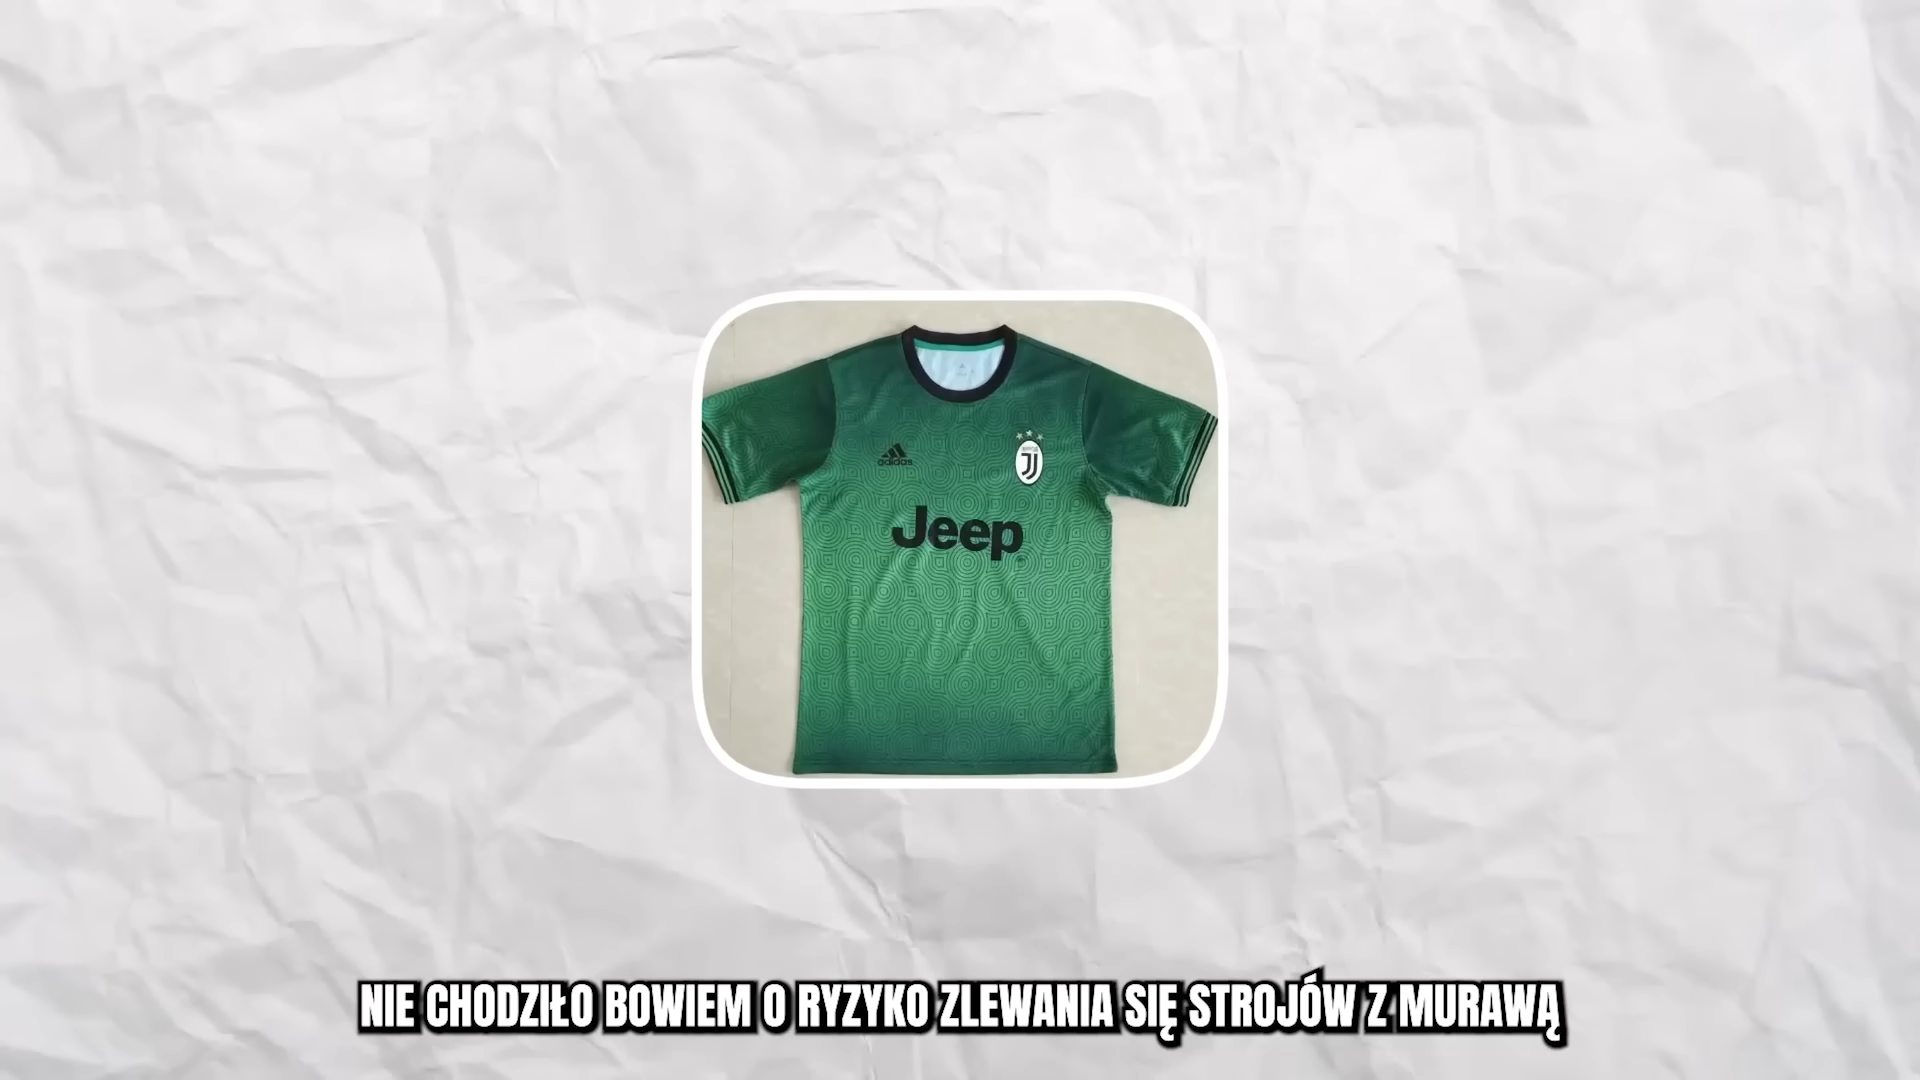 adidas
Jeep
NIE CHODZIŁO BOWIEM O RYZYKO ZLEWANIA SIĘ STROJÓW Z MURAWĄ